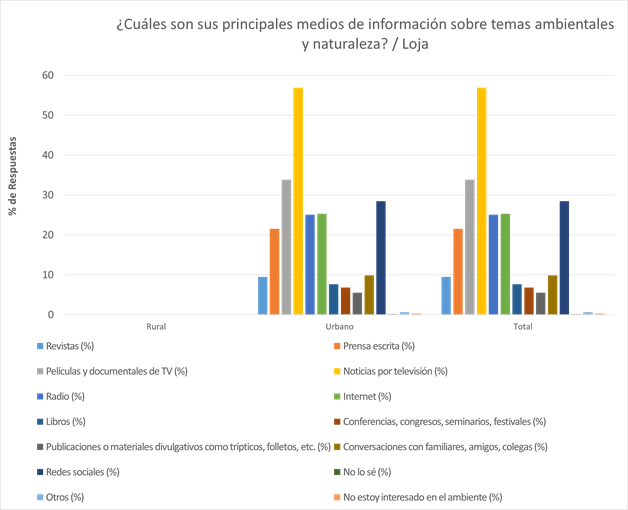 ¿Cuáles son sus principales medios de información sobre temas ambientales
y naturaleza? / Loja
% de Respuestas
60
50
40
30
20
10
0
Rural Urbano Total
Revistas (%) Prensa escrita (%)
Películas y documentales de TV (%) Noticias por televisión (%)
Radio (%) Internet (%)
Libros (%) Conferencias, congresos, seminarios, festivales (%)
Publicaciones o materiales divulgativos como trípticos, folletos, etc. (%) Conversaciones con familiares, amigos, colegas (%)
Redes sociales (%) No lo sé (%)
Otros (%) No estoy interesado en el ambiente (%)